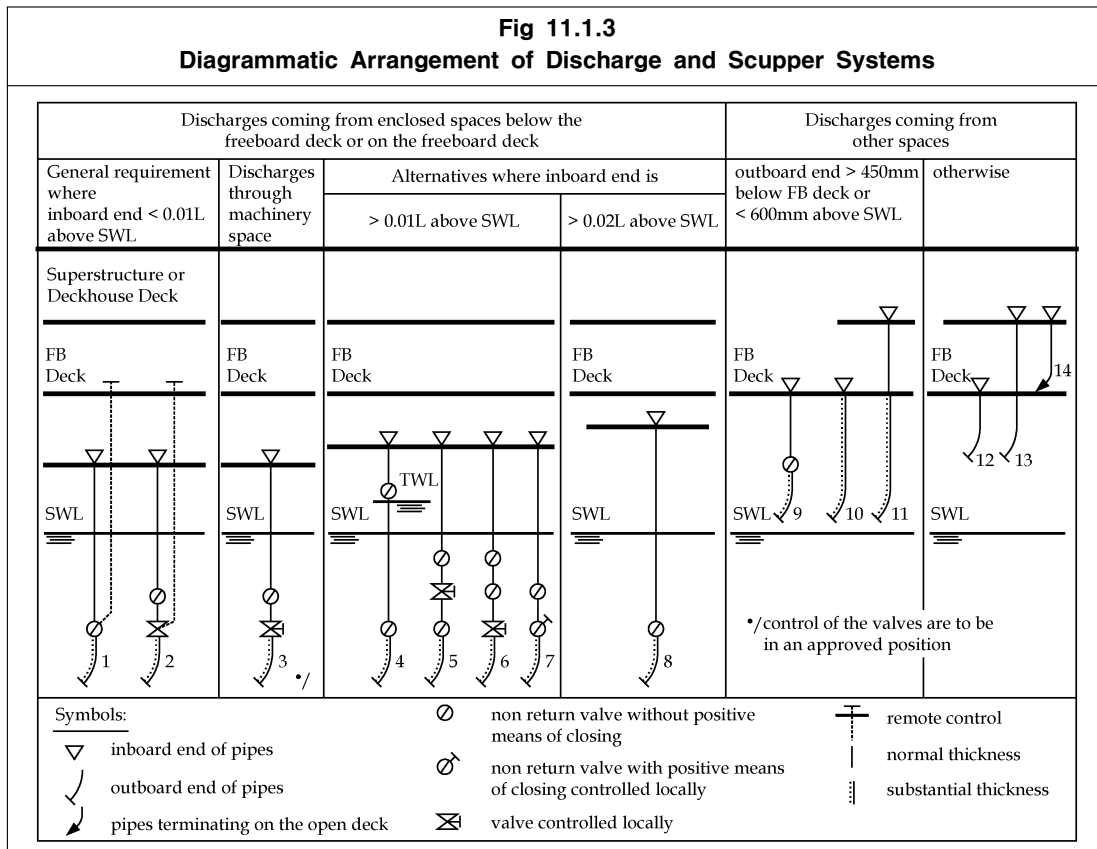 Fig 11.1.3
Diagrammatic Arrangement of Discharge and Scupper Systems
Discharges coming from enclosed spaces below the
freeboard deck or on the freeboard deck
Discharges coming from
other spaces
General requirement
where
inboard end < 0.01L
above SWL
Discharges
through
machinery
space
Alternatives where inboard end is
> 0.01L above SWL
> 0.02L above SWL
outboard end > 450mm
below FB deck or
< 600mm above SWL
otherwise
Superstructure or
Deckhouse Deck
FB
Deck
FB
Deck
FB
Deck
FB
Deck
FB
Deck
FB
Deck
14
12
13
TWL
SWL
SWL
SWL
SWL
SWL
9
10
11
SWL
1
2
3
•/
4
5
6
7
8
•/control of the valves are to be
in an approved position
Symbols:
inboard end of pipes
outboard end of pipes
pipes terminating on the open deck
non return valve without positive
means of closing
non return valve with positive means
of closing controlled locally
valve controlled locally
remote control
normal thickness
substantial thickness